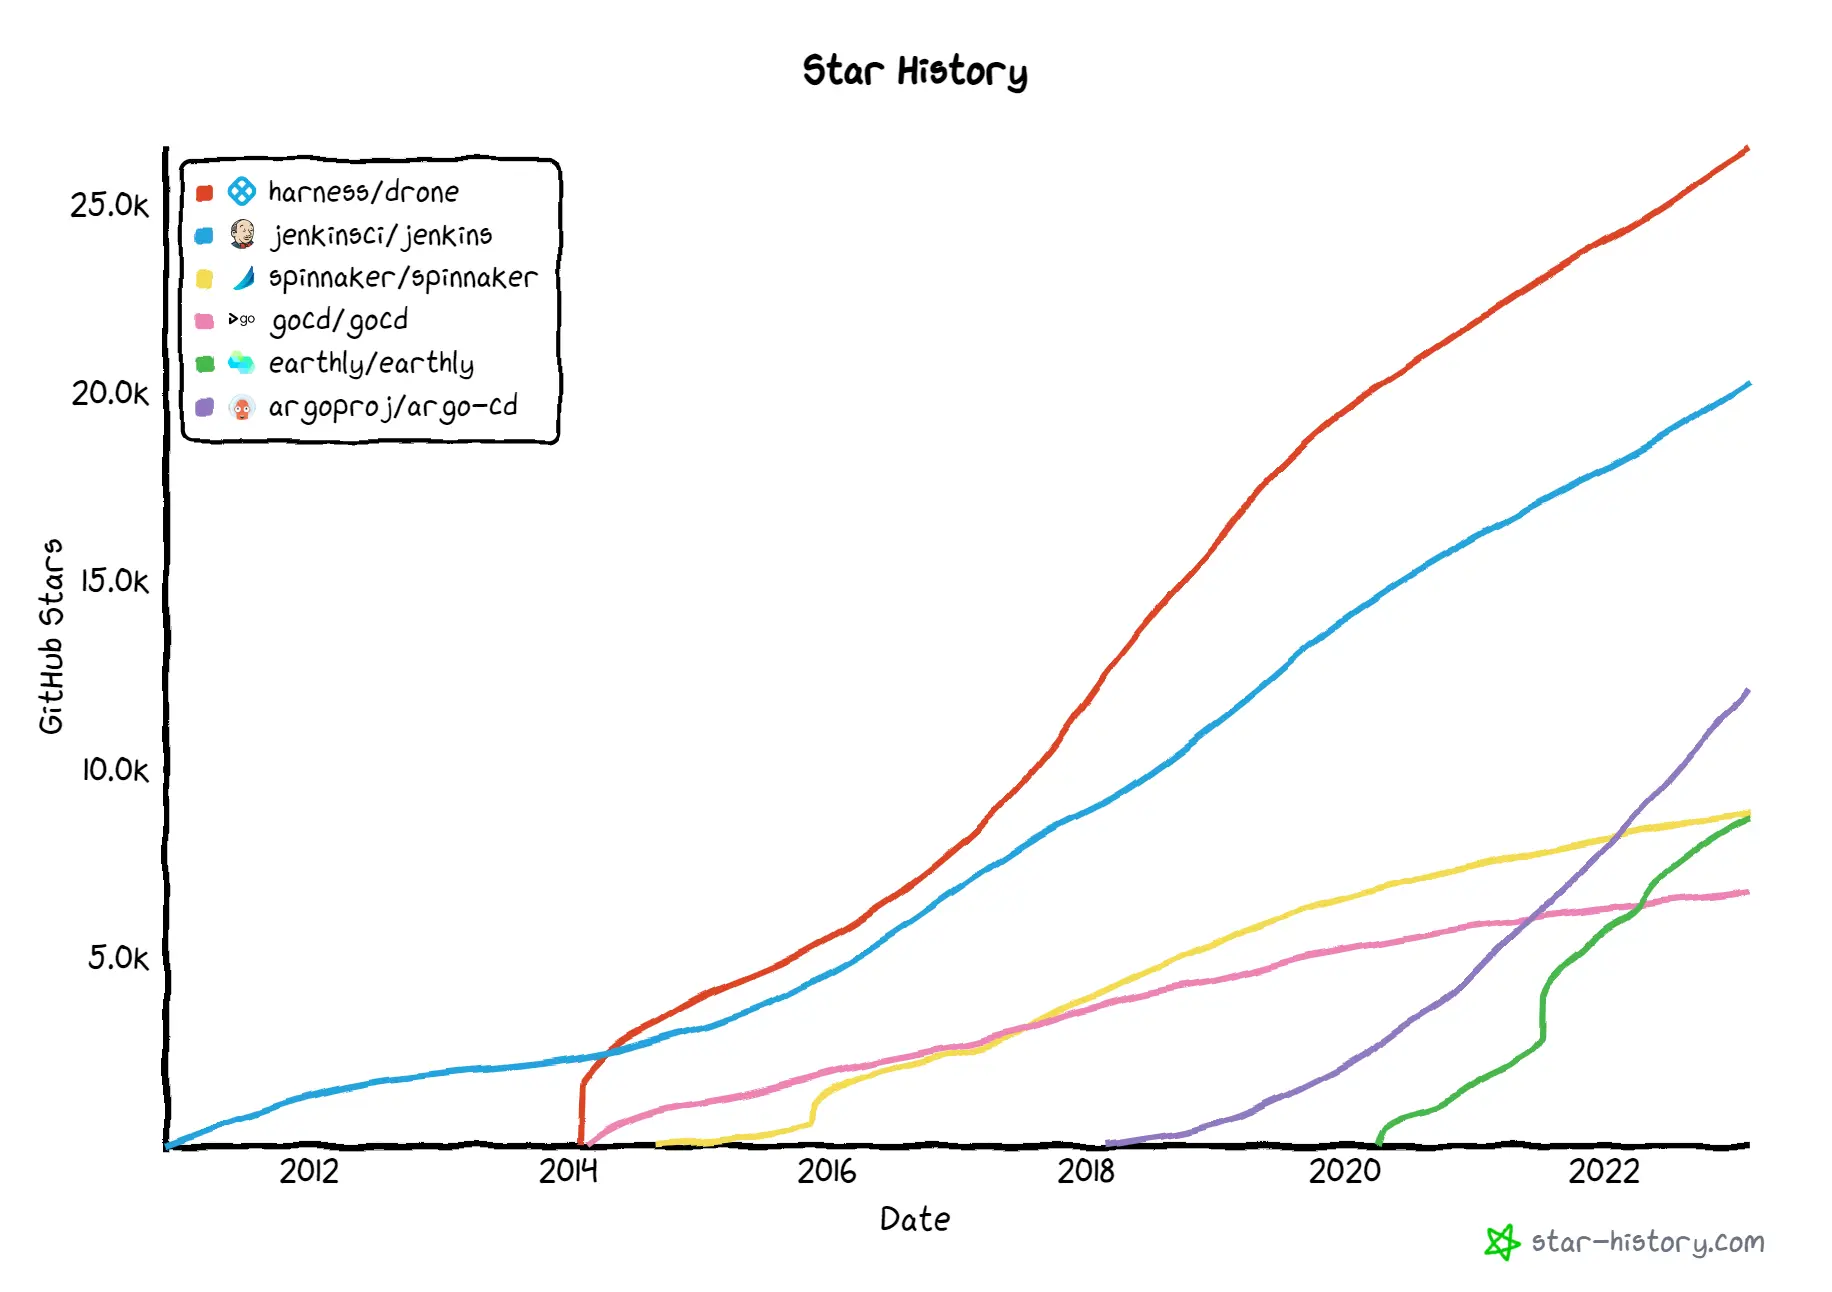 Star History
harness/drone
jenkinsci/jenkins
spinnaker/spinnaker
go gocd/gocd
earthly/earthly
argoproj/argo-cd
25.0k
20.0k
15.0k
10.0k
5.0k
GitHub Stars
2012 2014 2016 2018 2020 2022
Date
star-history.com